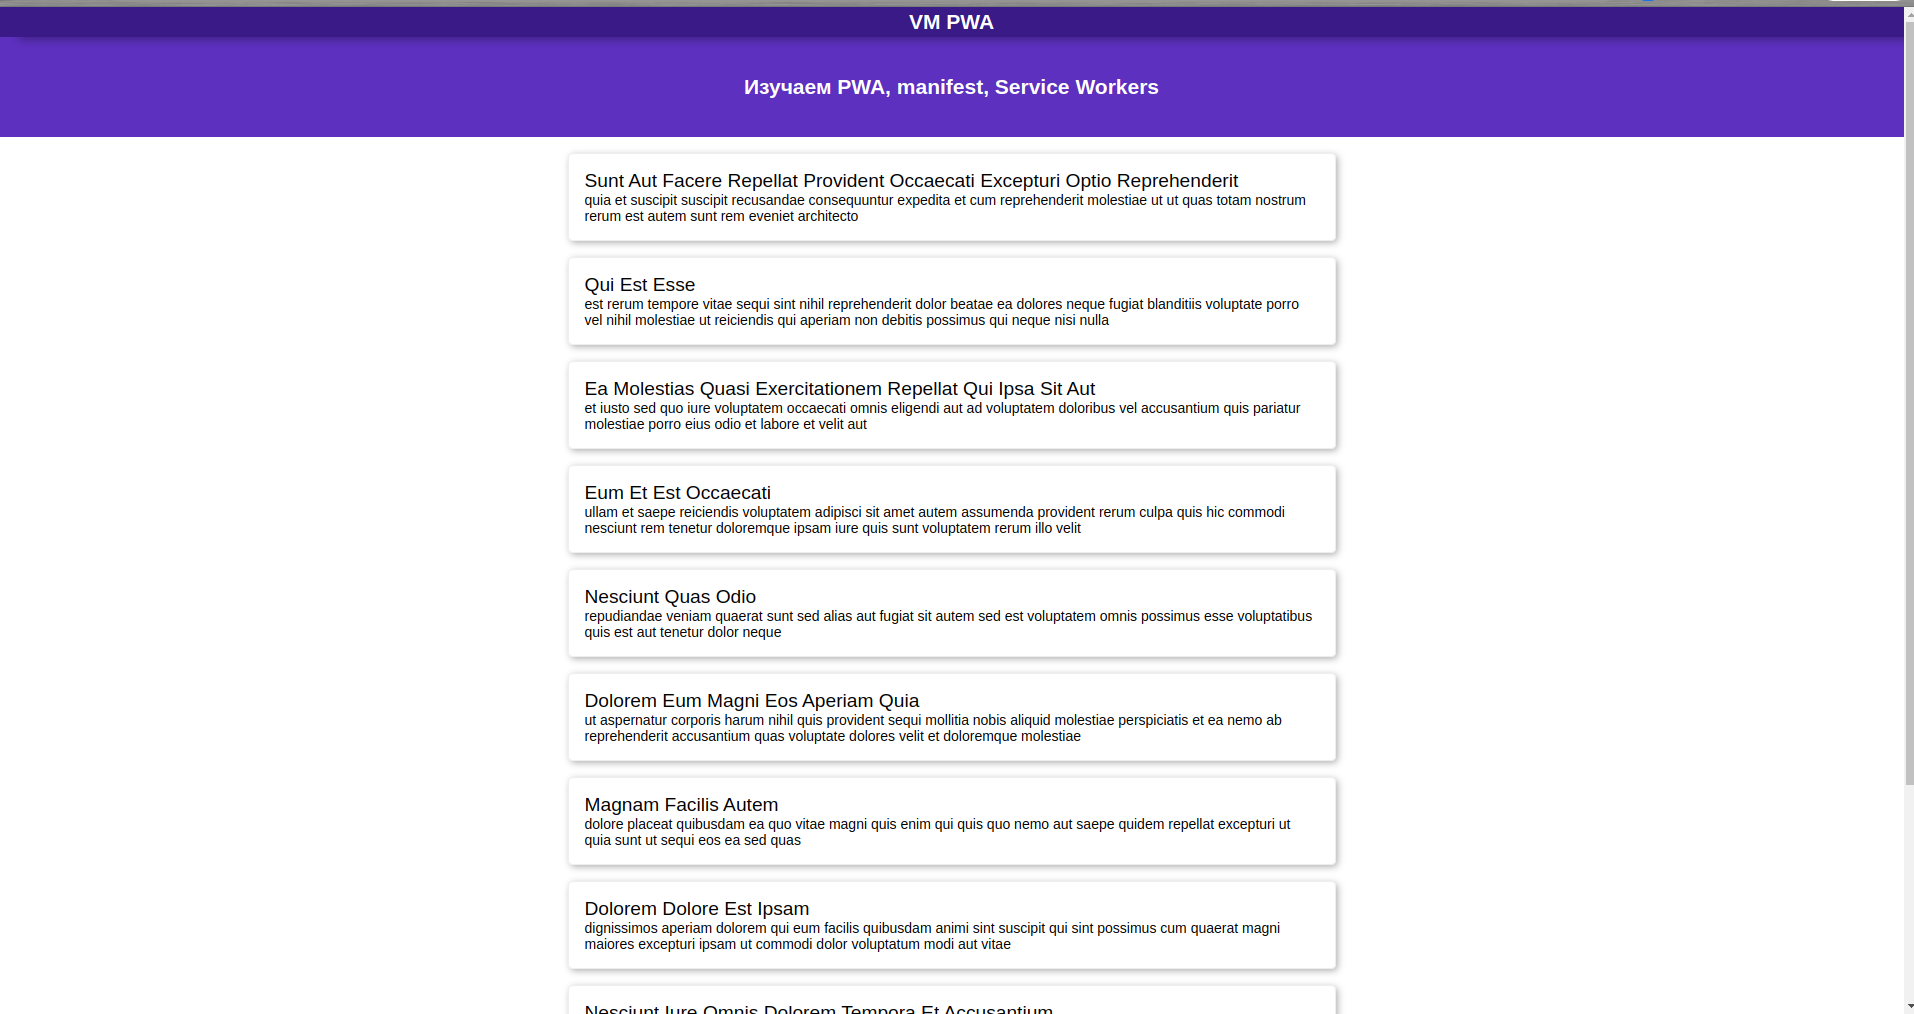 VM PWA
Изучаем PWA, manifest, Service Workers
Sunt Aut Facere Repellat Provident Occaecati Excepturi Optio Reprehenderit
quia et suscipit suscipit recusandae consequuntur expedita et cum reprehenderit molestiae ut ut quas totam nostrum
rerum est autem sunt rem eveniet architecto
Qui Est Esse
est rerum tempore vitae sequi sint nihil reprehenderit dolor beatae ea dolores neque fugiat blanditiis voluptate porro
vel nihil molestiae ut reiciendis qui aperiam non debitis possimus qui neque nisi nulla
Ea Molestias Quasi Exercitationem Repellat Qui Ipsa Sit Aut
et iusto sed quo iure voluptatem occaecati omnis eligendi aut ad voluptatem doloribus vel accusantium quis pariatur
molestiae porro eius odio et labore et velit aut
Eum Et Est Occaecati
ullam et saepe reiciendis voluptatem adipisci sit amet autem assumenda provident rerum culpa quis hic commodi
nesciunt rem tenetur doloremque ipsam iure quis sunt voluptatem rerum illo velit
Nesciunt Quas Odio
repudiandae veniam quaerat sunt sed alias aut fugiat sit autem sed est voluptatem omnis possimus esse voluptatibus
quis est aut tenetur dolor neque
Dolorem Eum Magni Eos Aperiam Quia
ut aspernatur corporis harum nihil quis provident sequi mollitia nobis aliquid molestiae perspiciatis et ea nemo ab
reprehenderit accusantium quas voluptate dolores velit et doloremque molestiae
Magnam Facilis Autem
dolore placeat quibusdam ea quo vitae magni quis enim qui quis quo nemo aut saepe quidem repellat excepturi ut
quia sunt ut sequi eos ea sed quas
Dolorem Dolore Est Ipsam
dignissimos aperiam dolorem qui eum facilis quibusdam animi sint suscipit qui sint possimus cum quaerat magni
maiores excepturi ipsam ut commodi dolor voluptatum modi aut vitae
Nesciunt Iure Omnis Dolorem Tempora Et Accusantium